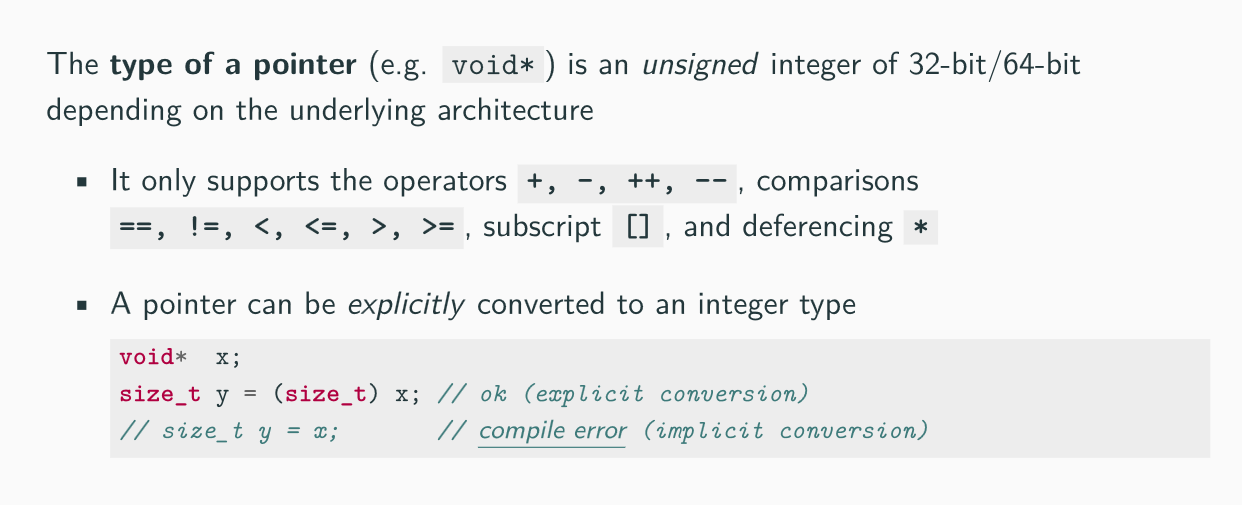 The type of a pointer (e.g. void*) is an unsigned integer of 32-bit/64-bit
depending on the underlying architecture
▪ It only supports the operators +, -, ++, --, comparisons
==, !=, <, <=, >, >=, subscript [], and deferencing *
▪ A pointer can be explicitly converted to an integer type
void*  x;
size_t y = (size_t) x; // ok (explicit conversion)
// size_t y = x;       // compile error (implicit conversion)